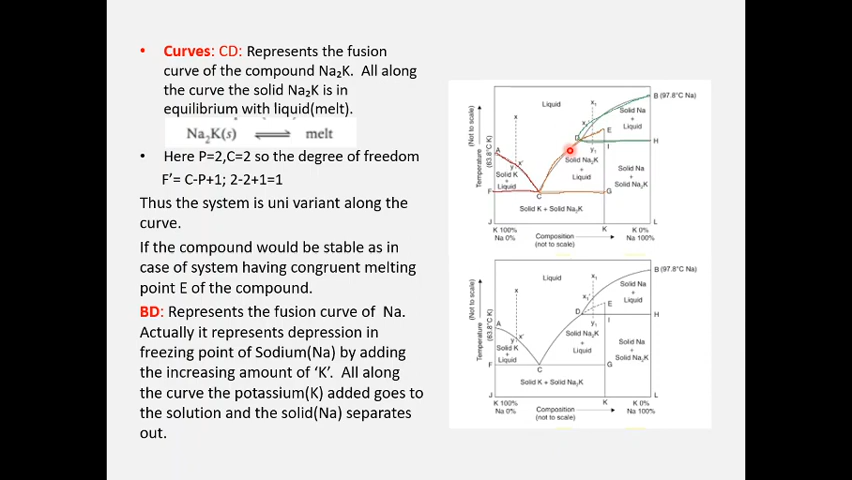 • Curves: CD: Represents the fusion
curve of the compound Na₂K. All along
the curve the solid Na₂K is in
equilibrium with liquid(melt).
Na₂K(s) ⇌ melt
• Here P=2,C=2 so the degree of freedom
F'= C-P+1; 2-2+1=1
Thus the system is uni variant along the
curve.
If the compound would be stable as in
case of system having congruent melting
point E of the compound.
BD: Represents the fusion curve of Na.
Actually it represents depression in
freezing point of Sodium(Na) by adding
the increasing amount of 'K'. All along
the curve the potassium(K) added goes to
the solution and the solid(Na) separates
out.
Liquid
x₁
B (97.8°C Na)
x
Solid Na
+
Liquid
E
D
H
I
y₁
(Not to scale)
Temperature
(63.8°C K)
A
y
x'
Solid K
+
Liquid
Solid Na₂K
+
Liquid
Solid Na
+
Solid Na₂K
F
C
G
Solid K + Solid Na₂K
J
K
L
K 100%
Na 0%
Composition
(not to scale)
K 0%
Na 100%
Liquid
x₁
B (97.8°C Na)
x
Solid Na
+
Liquid
E
D
H
I
y₁
(Not to scale)
Temperature
(63.8°C K)
A
y
x'
Solid K
+
Liquid
Solid Na₂K
+
Liquid
Solid Na
+
Solid Na₂K
F
C
G
Solid K + Solid Na₂K
J
K
L
K 100%
Na 0%
Composition
(not to scale)
K 0%
Na 100%